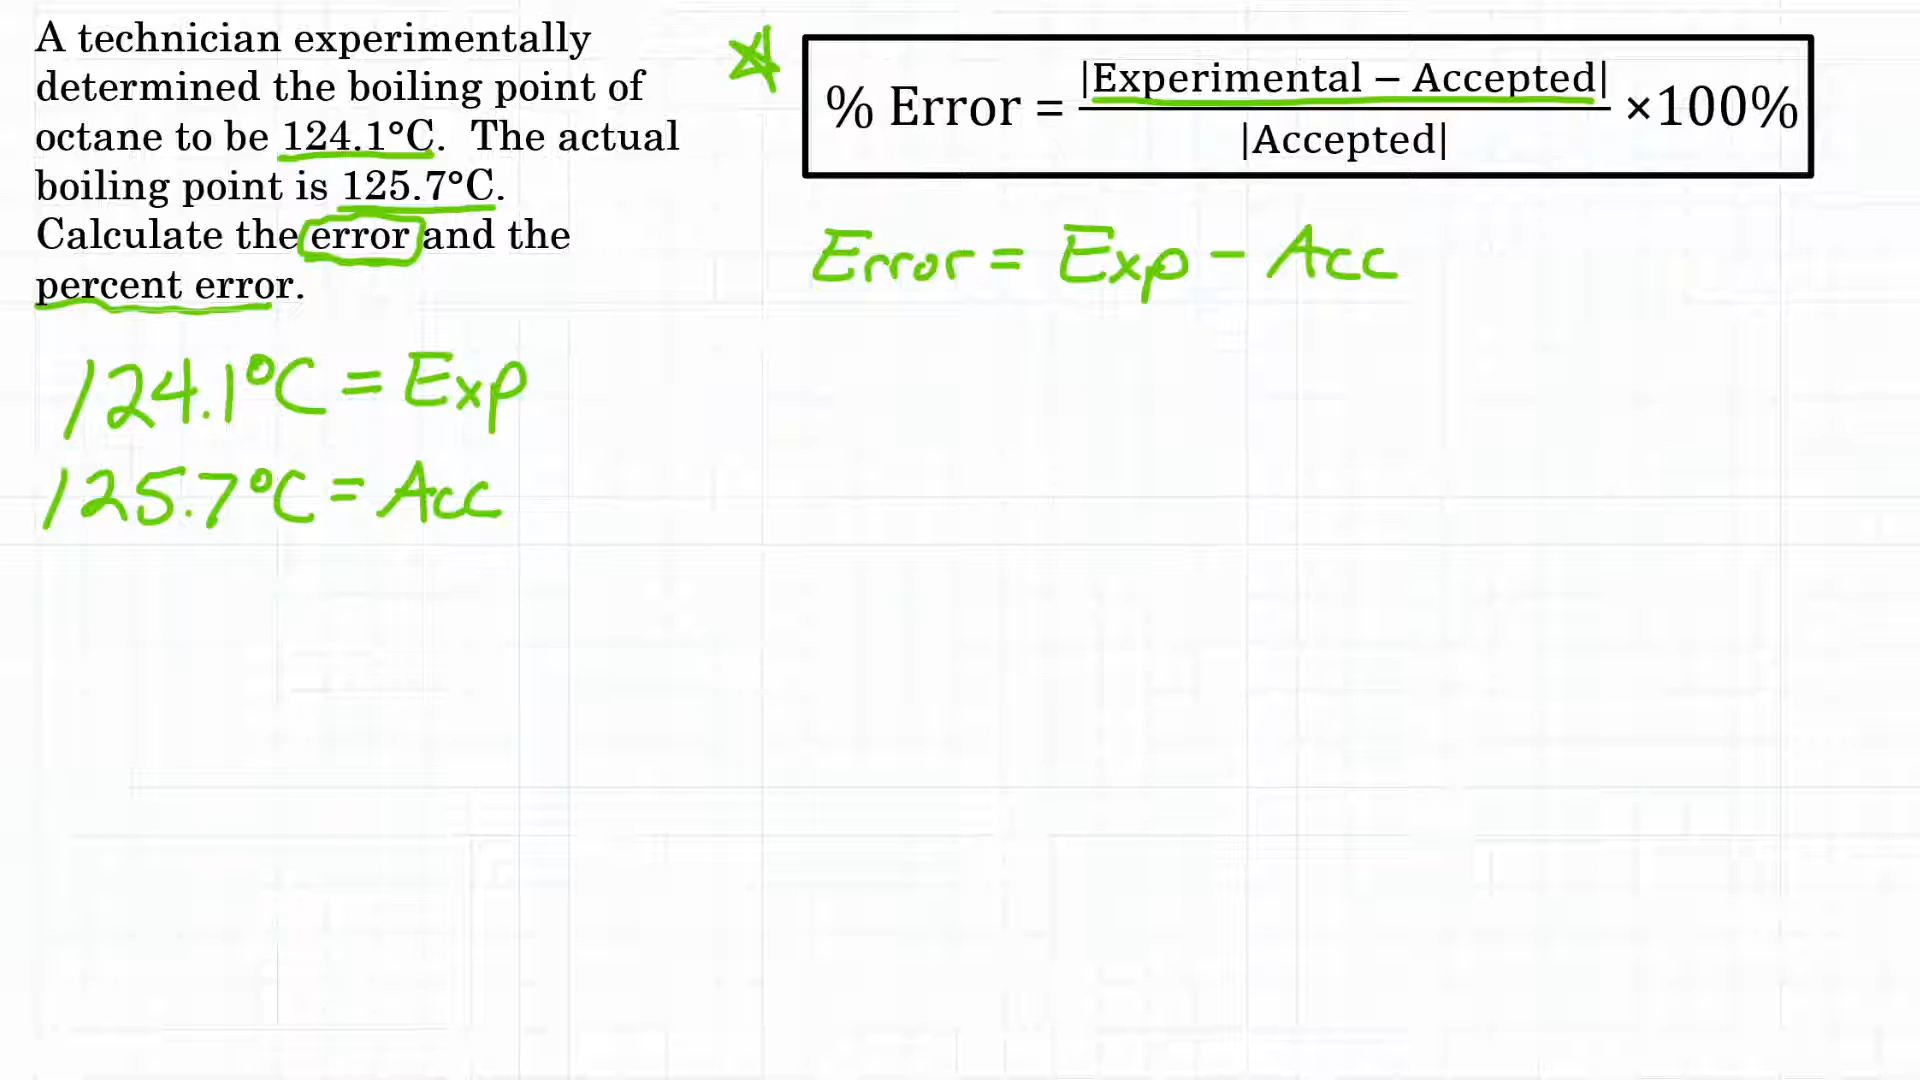 A technician experimentally
determined the boiling point of
octane to be 124.1°C. The actual
boiling point is 125.7°C.
Calculate the error and the
percent error.
% Error = |Experimental − Accepted| / |Accepted| ×100%
Error = Exp - Acc
124.1°C = Exp
125.7°C = Acc